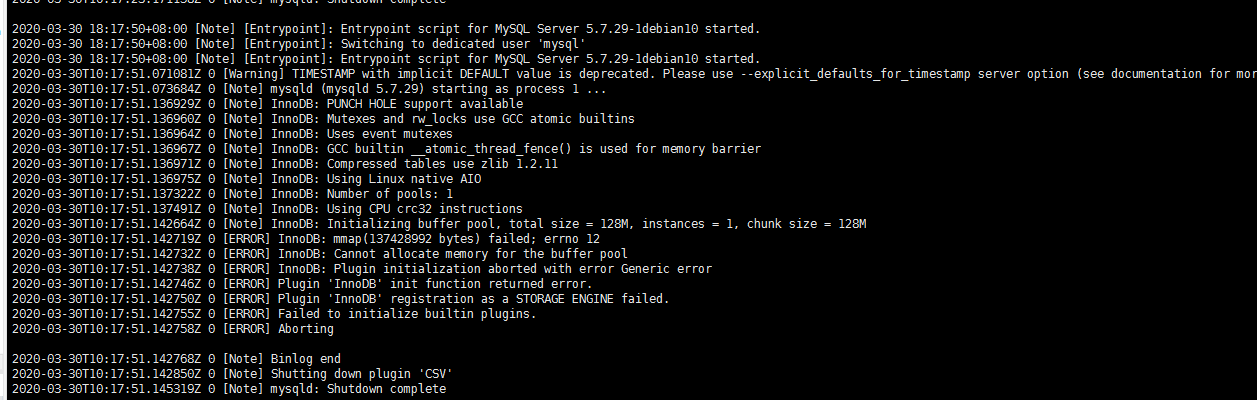 2020-03-30T10:17:25.171158Z 0 [Note] mysqld: Shutdown complete
2020-03-30 18:17:50+08:00 [Note] [Entrypoint]: Entrypoint script for MySQL Server 5.7.29-1debian10 started.
2020-03-30 18:17:50+08:00 [Note] [Entrypoint]: Switching to dedicated user 'mysql'
2020-03-30 18:17:50+08:00 [Note] [Entrypoint]: Entrypoint script for MySQL Server 5.7.29-1debian10 started.
2020-03-30T10:17:51.071081Z 0 [Warning] TIMESTAMP with implicit DEFAULT value is deprecated. Please use --explicit_defaults_for_timestamp server option (see documentation for mor
2020-03-30T10:17:51.073684Z 0 [Note] mysqld (mysqld 5.7.29) starting as process 1 ...
2020-03-30T10:17:51.136929Z 0 [Note] InnoDB: PUNCH HOLE support available
2020-03-30T10:17:51.136960Z 0 [Note] InnoDB: Mutexes and rw_locks use GCC atomic builtins
2020-03-30T10:17:51.136964Z 0 [Note] InnoDB: Uses event mutexes
2020-03-30T10:17:51.136967Z 0 [Note] InnoDB: GCC builtin __atomic_thread_fence() is used for memory barrier
2020-03-30T10:17:51.136971Z 0 [Note] InnoDB: Compressed tables use zlib 1.2.11
2020-03-30T10:17:51.136975Z 0 [Note] InnoDB: Using Linux native AIO
2020-03-30T10:17:51.137322Z 0 [Note] InnoDB: Number of pools: 1
2020-03-30T10:17:51.137491Z 0 [Note] InnoDB: Using CPU crc32 instructions
2020-03-30T10:17:51.142664Z 0 [Note] InnoDB: Initializing buffer pool, total size = 128M, instances = 1, chunk size = 128M
2020-03-30T10:17:51.142719Z 0 [ERROR] InnoDB: mmap(137428992 bytes) failed; errno 12
2020-03-30T10:17:51.142732Z 0 [ERROR] InnoDB: Cannot allocate memory for the buffer pool
2020-03-30T10:17:51.142738Z 0 [ERROR] InnoDB: Plugin initialization aborted with error Generic error
2020-03-30T10:17:51.142746Z 0 [ERROR] Plugin 'InnoDB' init function returned error.
2020-03-30T10:17:51.142750Z 0 [ERROR] Plugin 'InnoDB' registration as a STORAGE ENGINE failed.
2020-03-30T10:17:51.142755Z 0 [ERROR] Failed to initialize builtin plugins.
2020-03-30T10:17:51.142758Z 0 [ERROR] Aborting
2020-03-30T10:17:51.142768Z 0 [Note] Binlog end
2020-03-30T10:17:51.142850Z 0 [Note] Shutting down plugin 'CSV'
2020-03-30T10:17:51.145319Z 0 [Note] mysqld: Shutdown complete